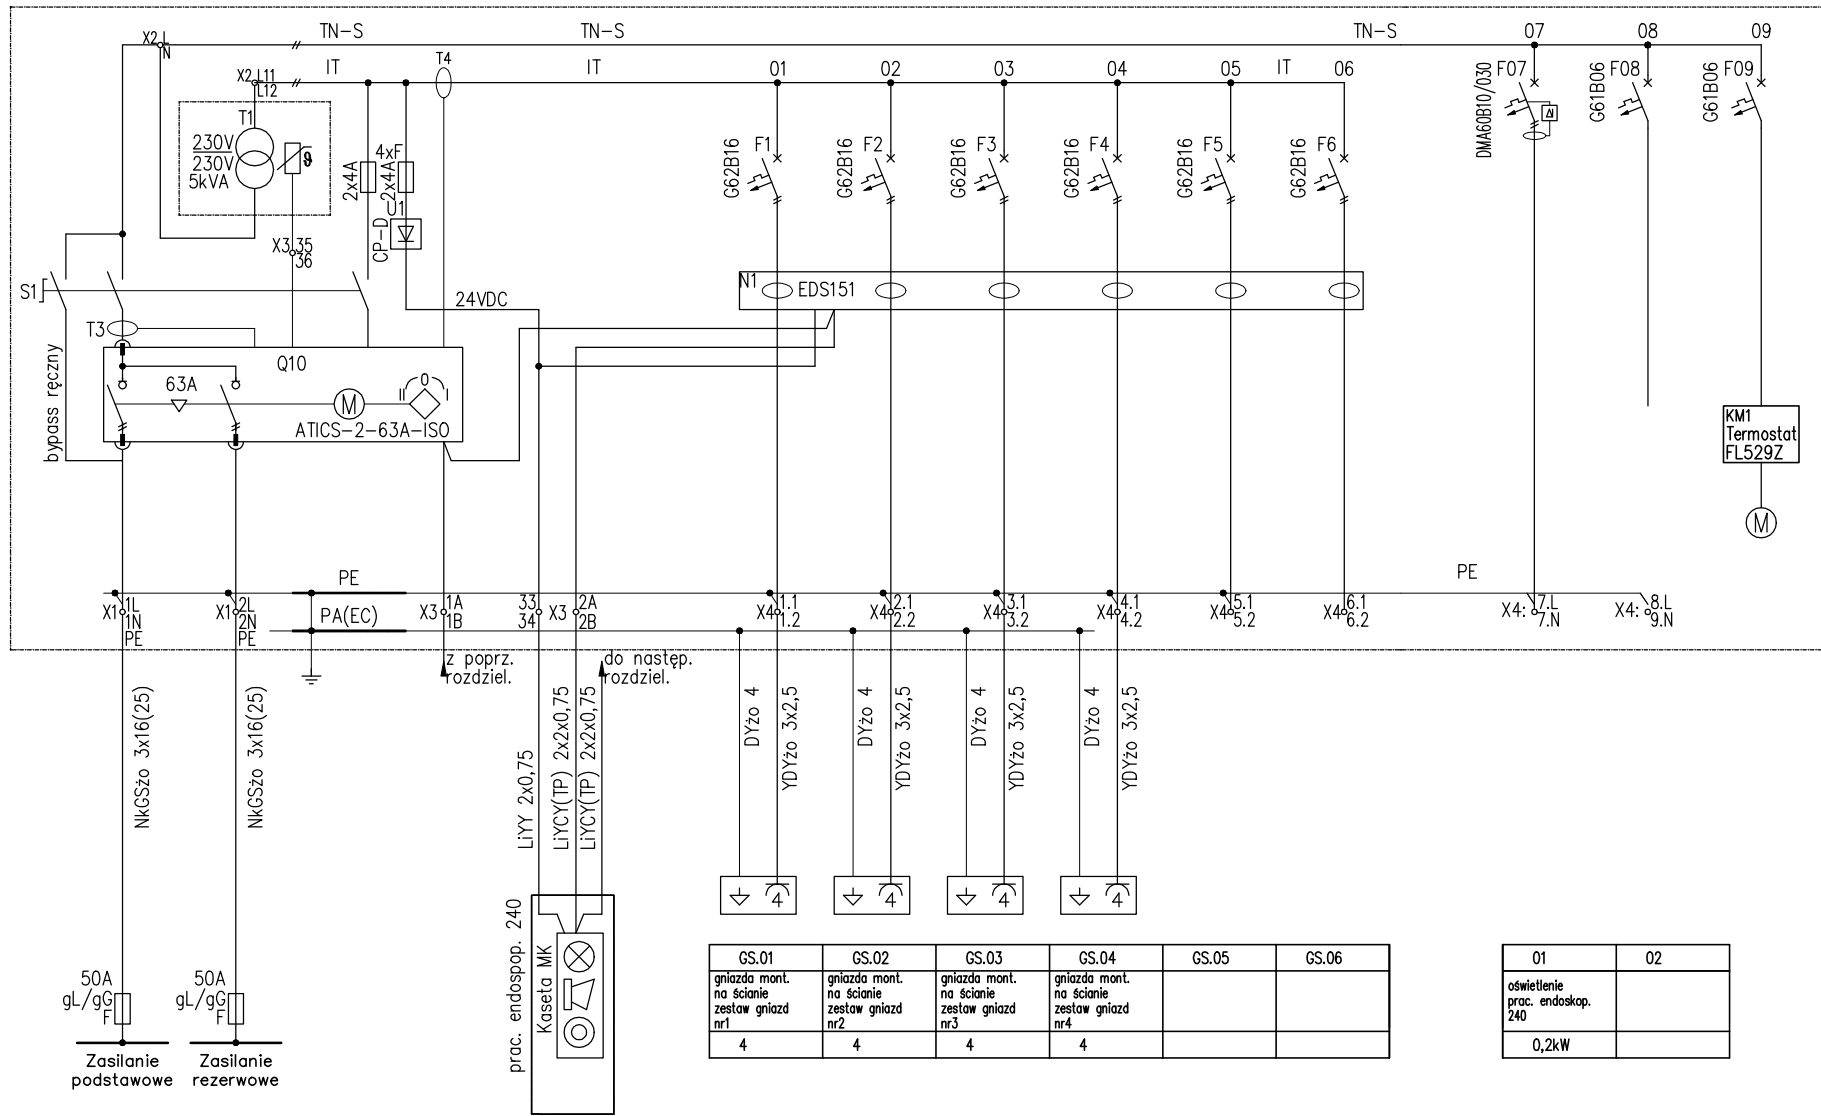 TN-S
TN-S
TN-S
07
08
09
X2
L
N
IT
T4
IT
01
02
03
04
05
IT
06
X2
L11
L12
F07
F08
F09
DMA60B10/030
G61B06
G61B06
T1
230V
230V
5kVA
ϑ
2x4A
4xF
2x4A
U1
CP-D
F1
F2
F3
F4
F5
F6
G62B16
G62B16
G62B16
G62B16
G62B16
G62B16
X3
35
36
S1
24VDC
N1
EDS151
T3
bypass ręczny
Q10
63A
M
II
0
I
ATICS-2-63A-ISO
KM1
Termostat
FL529Z
M
PE
PE
PA(EC)
X1
1L
1N
PE
X1
2L
2N
PE
X3
1A
1B
33
34
X3
2A
2B
X4
1.1
1.2
X4
2.1
2.2
X4
3.1
3.2
X4
4.1
4.2
X4
5.1
5.2
X4
6.1
6.2
X4:
7.L
7.N
X4:
8.L
9.N
z poprz.
rozdziel.
do następ.
rozdziel.
NkGSżo 3x16(25)
NkGSżo 3x16(25)
LiYY 2x0,75
LiYCY(TP) 2x2x0,75
LiYCY(TP) 2x2x0,75
DYżo 4
YDYżo 3x2,5
DYżo 4
YDYżo 3x2,5
DYżo 4
YDYżo 3x2,5
DYżo 4
YDYżo 3x2,5
4
4
4
4
prac. endospop. 240
Kaseta MK
50A
gL/gG
F
50A
gL/gG
F
Zasilanie
podstawowe
Zasilanie
rezerwowe
GS.01
GS.02
GS.03
GS.04
GS.05
GS.06
gniazda mont.
na ścianie
zestaw gniazd
nr1
gniazda mont.
na ścianie
zestaw gniazd
nr2
gniazda mont.
na ścianie
zestaw gniazd
nr3
gniazda mont.
na ścianie
zestaw gniazd
nr4
4
4
4
4
01
02
oświetlenie
prac. endoskop.
240
0,2kW